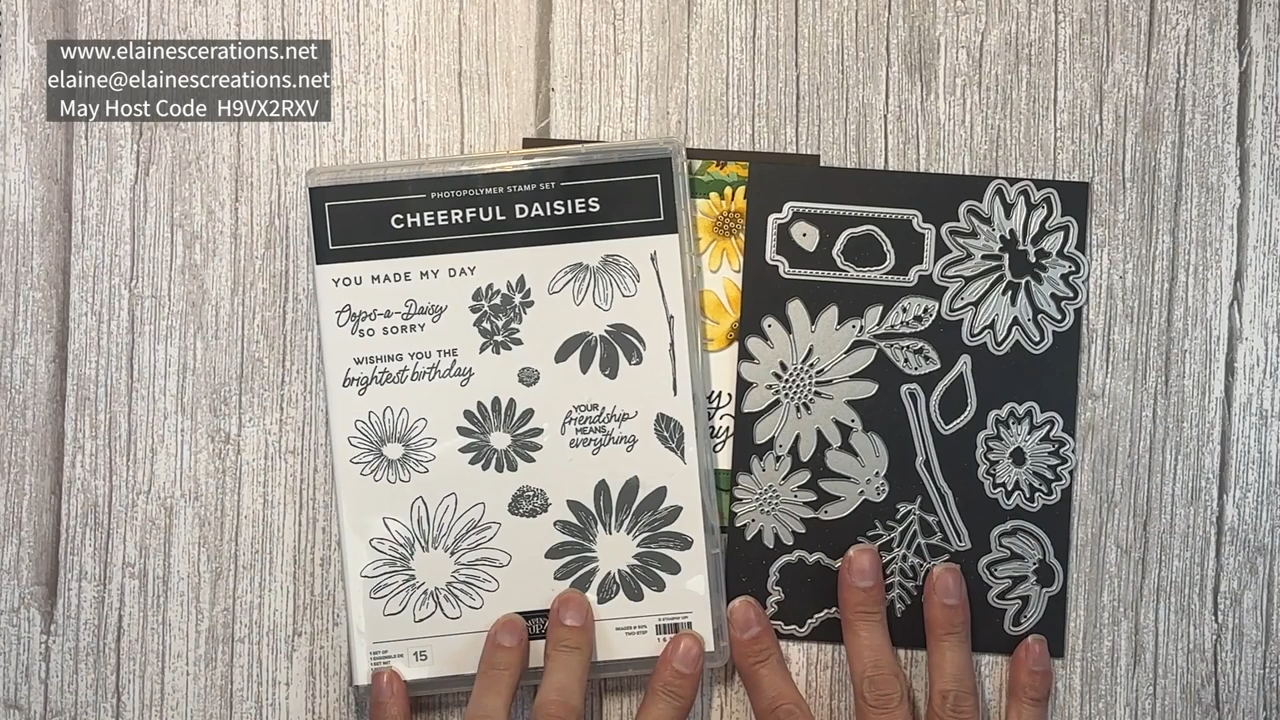 www.elainescerations.net
elaine@elainescreations.net
May Host Code H9VX2RXV
PHOTOPOLYMER STAMP SET
CHEERFUL DAISIES
YOU MADE MY DAY
Oops-a-Daisy
SO SORRY
WISHING YOU THE
brightest birthday
YOUR
friendship
MEANS
everything
15